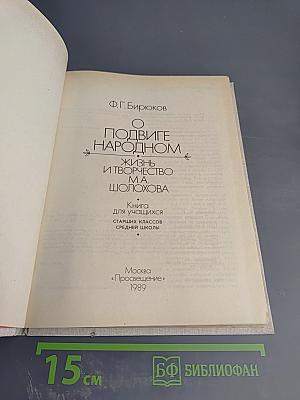 Ф. Г. Бирюков
О
ПОДВИГЕ
НАРОДНОМ
ЖИЗНЬ
И ТВОРЧЕСТВО
М.А.
ШОЛОХОВА
Книга
для учащихся
СТАРШИХ КЛАССОВ
СРЕДНЕЙ ШКОЛЫ
Москва
«Просвещение»
1989
15 см
БФ БИБЛИОФАН